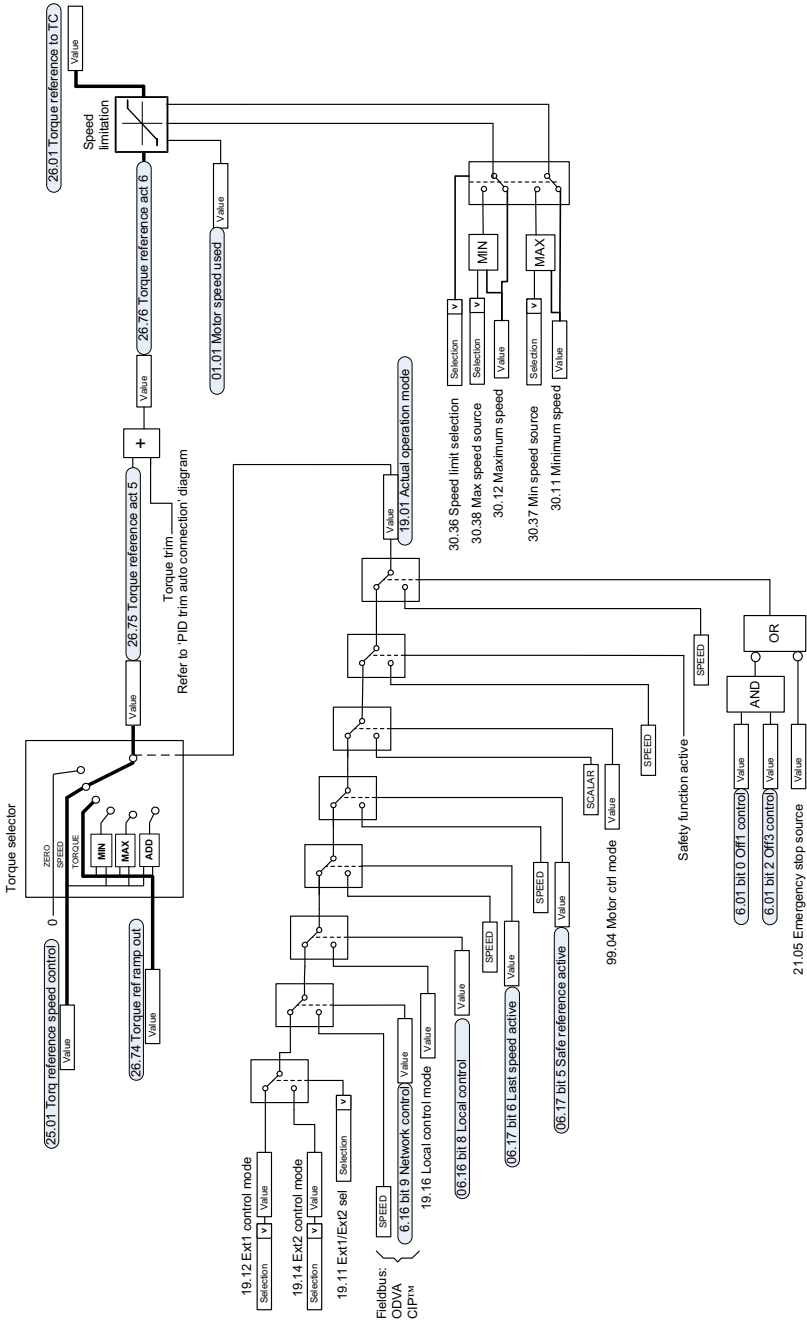 Torque selector
25.01 Torq reference speed control
Value
0
ZERO
SPEED
TORQUE
MIN
MAX
ADD
26.74 Torque ref ramp out
Value
Value
26.75 Torque reference act 5
Torque trim
Refer to ‘PID trim auto connection’ diagram
+
Value
26.76 Torque reference act 6
01.01 Motor speed used
Value
Speed
limitation
26.01 Torque reference to TC
Value
19.12 Ext1 control mode
Selection
v
Value
19.14 Ext2 control mode
Selection
v
Value
19.11 Ext1/Ext2 sel
Selection
v
Fieldbus:
ODVA
CIP™
SPEED
6.16 bit 9 Network control
Value
19.16 Local control mode
Value
06.16 bit 8 Local control
Value
SPEED
06.17 bit 6 Last speed active
Value
SPEED
06.17 bit 5 Safe reference active
Value
SCALAR
99.04 Motor ctrl mode
Value
SPEED
Safety function active
SPEED
6.01 bit 0 Off1 control
Value
6.01 bit 2 Off3 control
Value
AND
21.05 Emergency stop source
Value
OR
Value
19.01 Actual operation mode
30.36 Speed limit selection
Selection
v
30.38 Max speed source
Selection
v
MIN
30.12 Maximum speed
Value
30.37 Min speed source
Selection
v
MAX
30.11 Minimum speed
Value